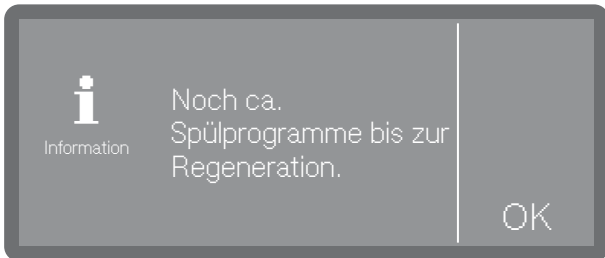 Noch ca.
Spülprogramme bis zur
Regeneration.
Information
OK